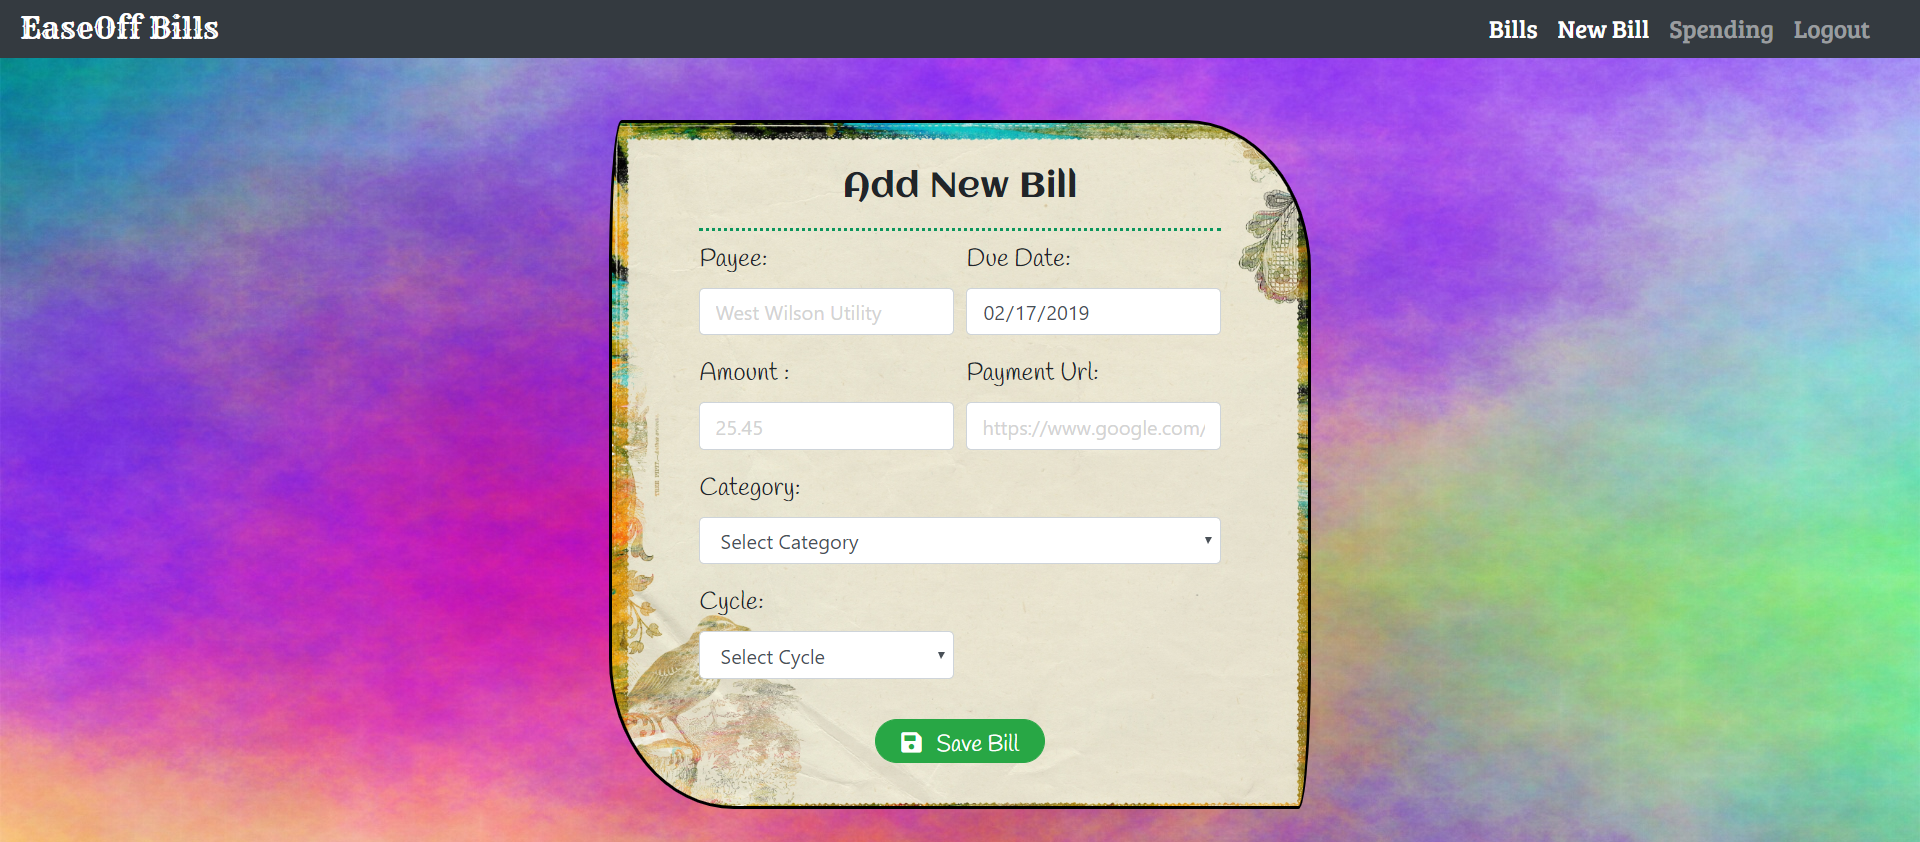 EaseOff Bills
Bills New Bill Spending Logout
Add New Bill
Payee: Due Date:
West Wilson Utility 02/17/2019
Amount : Payment Url:
25.45 https://www.google.com/
Category:
Select Category
Cycle:
Select Cycle
Save Bill